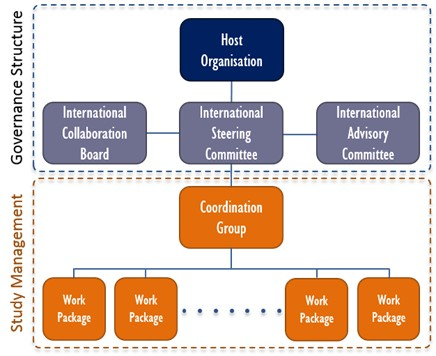 Governance Structure
Host
Organisation
International
Collaboration
Board
International
Steering
Committee
International
Advisory
Committee
Study Management
Coordination
Group
Work
Package
Work
Package
Work
Package
Work
Package